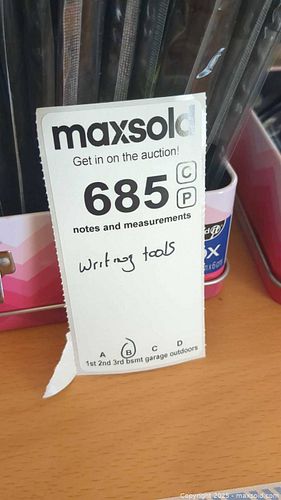 maxsold
Get in on the auction!
685
C
P
notes and measurements
writing tools
A B C D
1st 2nd 3rd bsmt garage outdoors
Copyright 2025 - maxsold.com